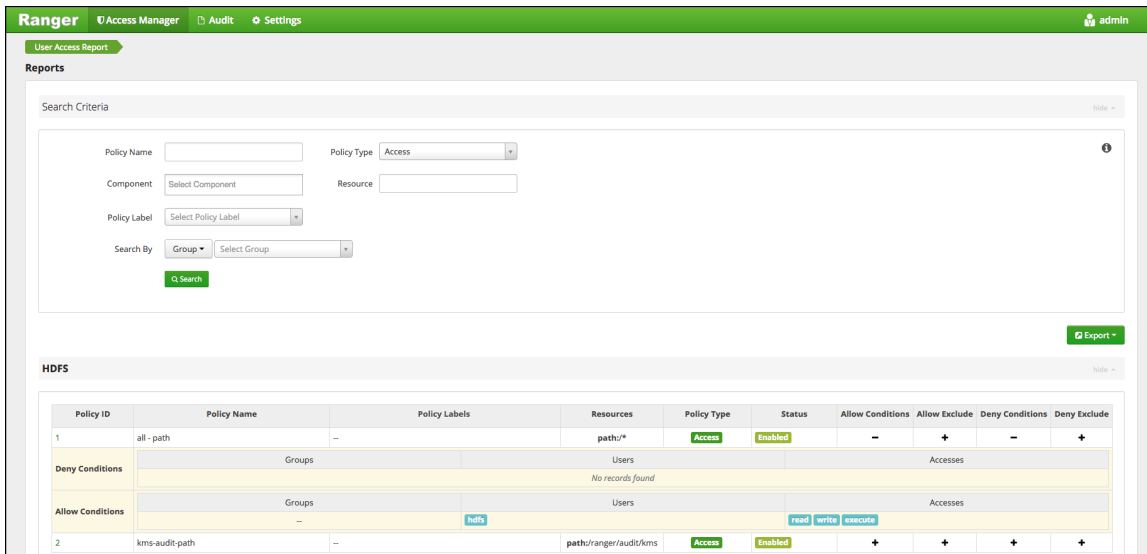 Ranger Access Manager Audit Settings admin
User Access Report
Reports
Search Criteria hide
Policy Name Policy Type Access
Component Select Component Resource
Policy Label Select Policy Label
Search By Group Select Group
Search
Export
HDFS hide
Policy ID Policy Name Policy Labels Resources Policy Type Status Allow Conditions Allow Exclude Deny Conditions Deny Exclude
1 all - path -- path:/* Access Enabled − + − +
Groups Users Accesses
Deny Conditions
No records found
Groups Users Accesses
Allow Conditions
-- hdfs read write execute
2 kms-audit-path -- path:/ranger/audit/kms Access Enabled + + + +